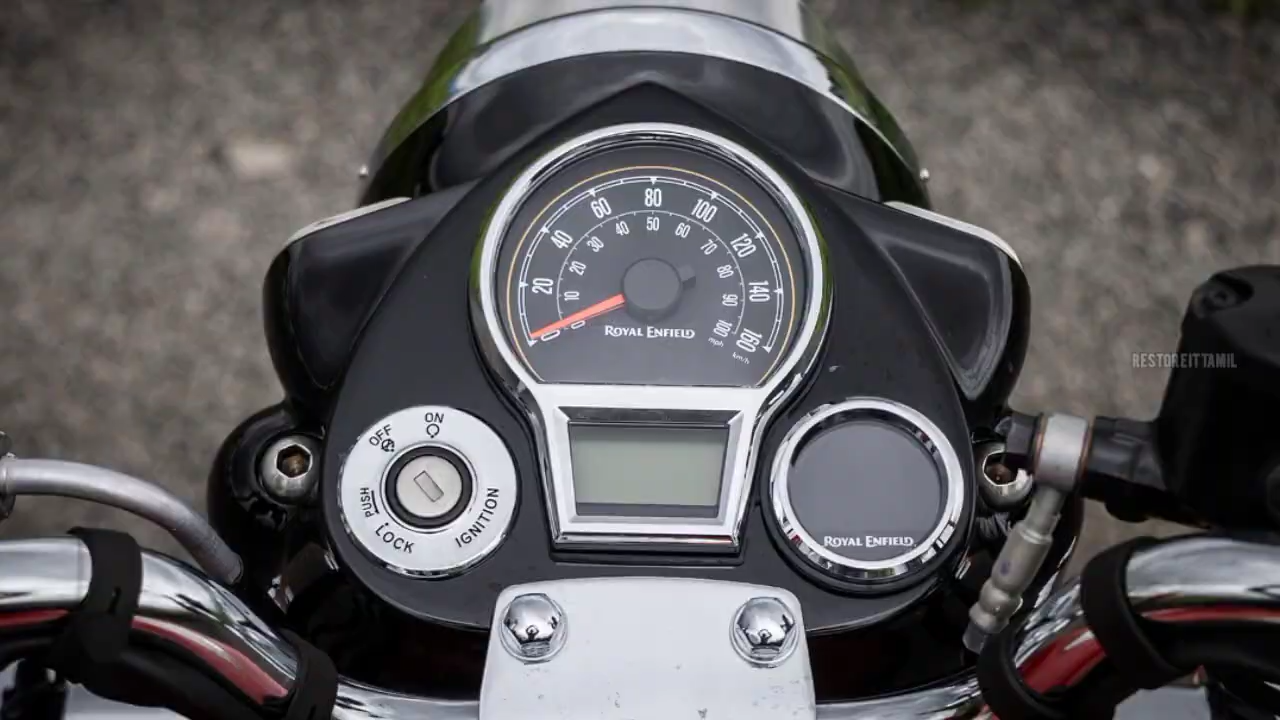 0 20 40 60 80 100 120 140 160
0 10 20 30 40 50 60 70 80 90 100
mph km/h
ROYAL ENFIELD
RESTOREITTAMIL
ON
OFF
PUSH
LOCK
IGNITION
ROYAL ENFIELD